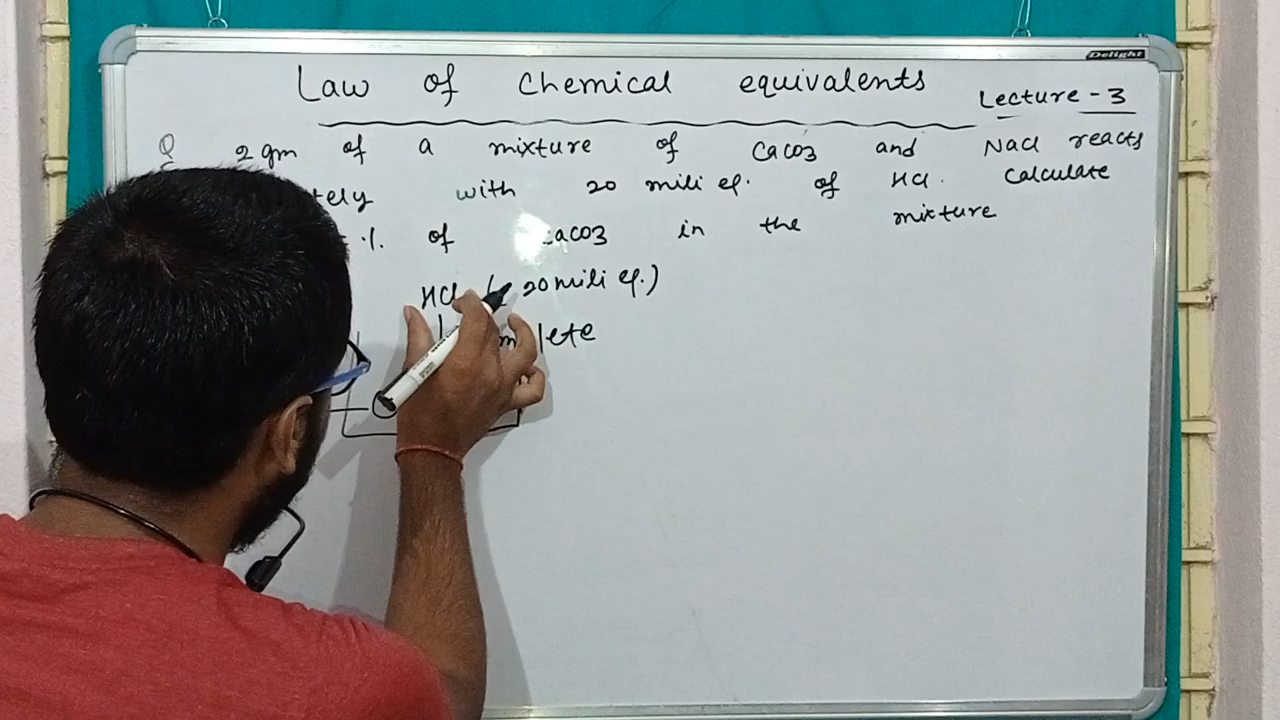 Delight
Law of chemical equivalents
Lecture - 3
Q 2 gm of a mixture of CaCO3 and NaCl reacts
tely with 20 mili eq. of HCl. Calculate
%. of CaCO3 in the mixture
HCl (20 mili eq.)